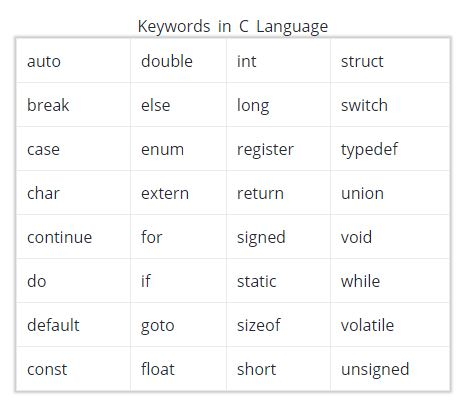 Keywords in C Language
auto double int struct
break else long switch
case enum register typedef
char extern return union
continue for signed void
do if static while
default goto sizeof volatile
const float short unsigned